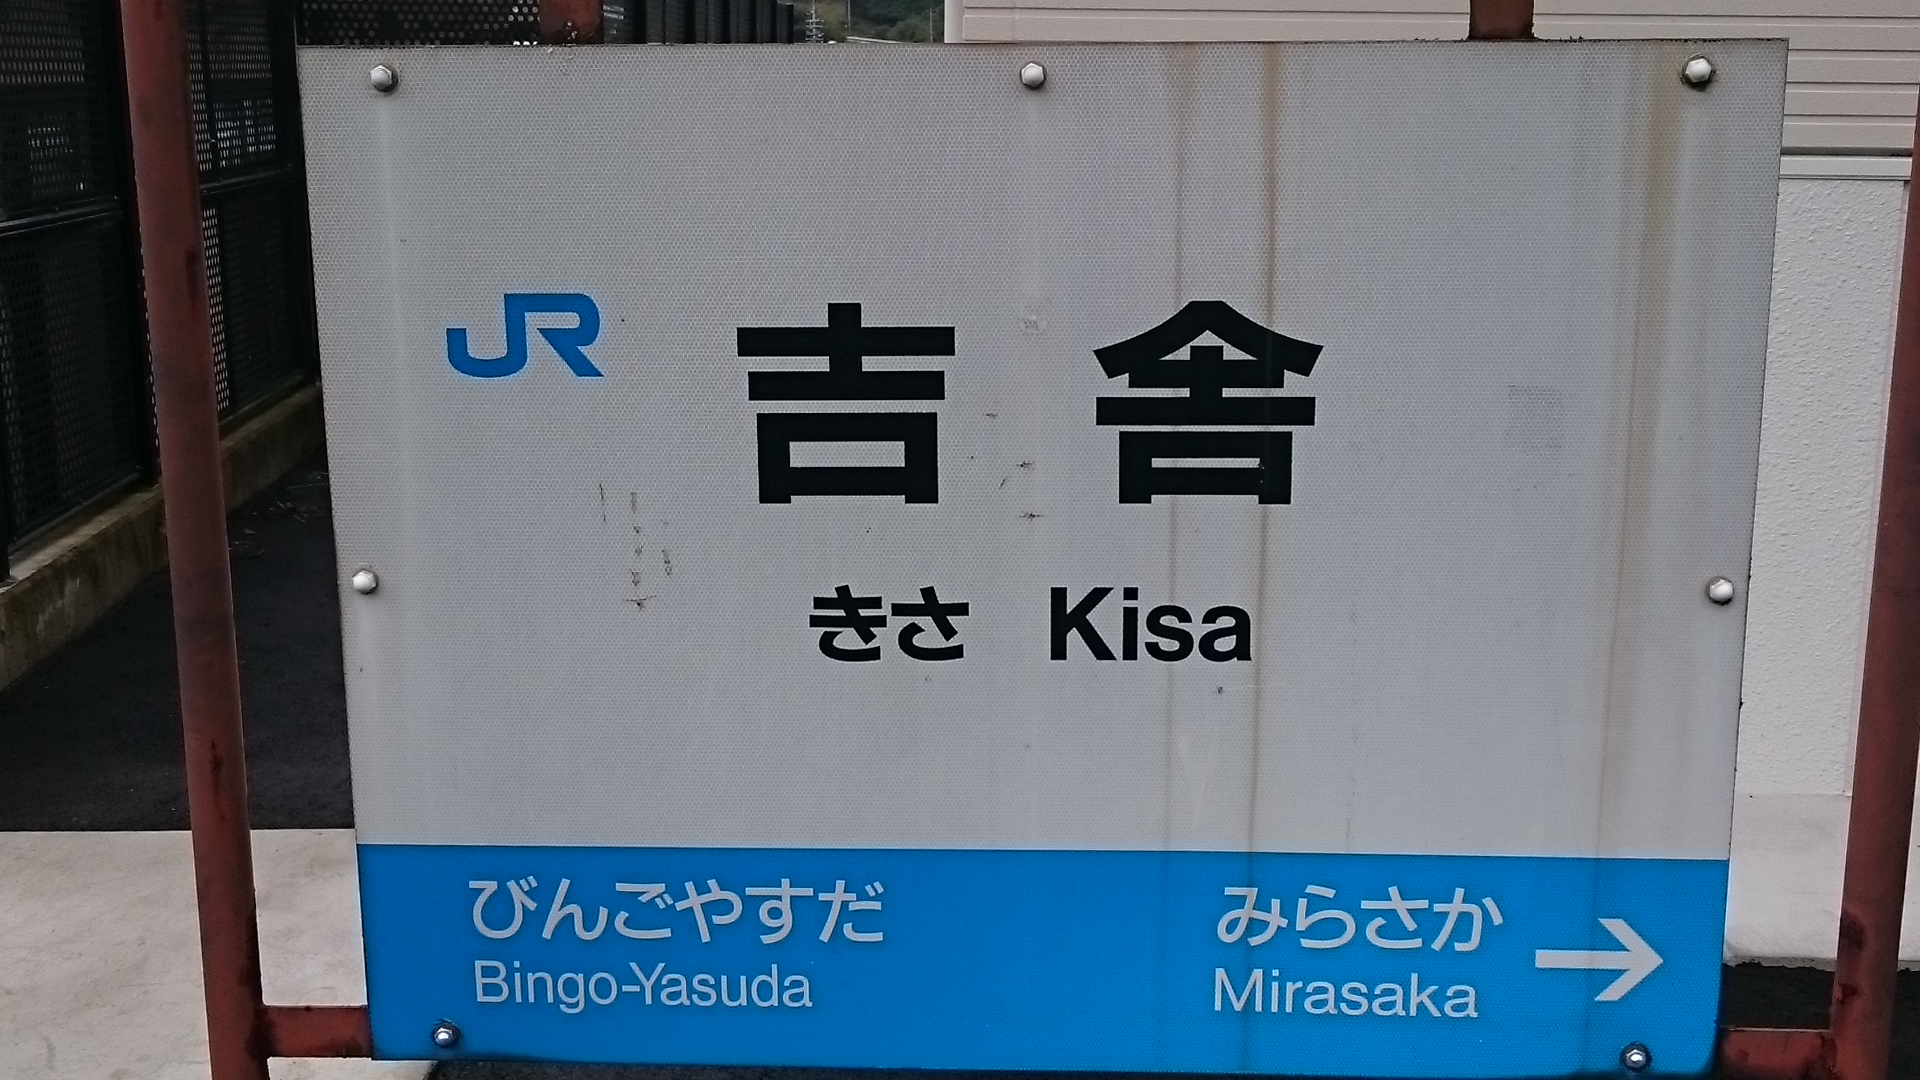 JR 吉舎
きさ Kisa
びんごやすだ みらさか →
Bingo-Yasuda Mirasaka